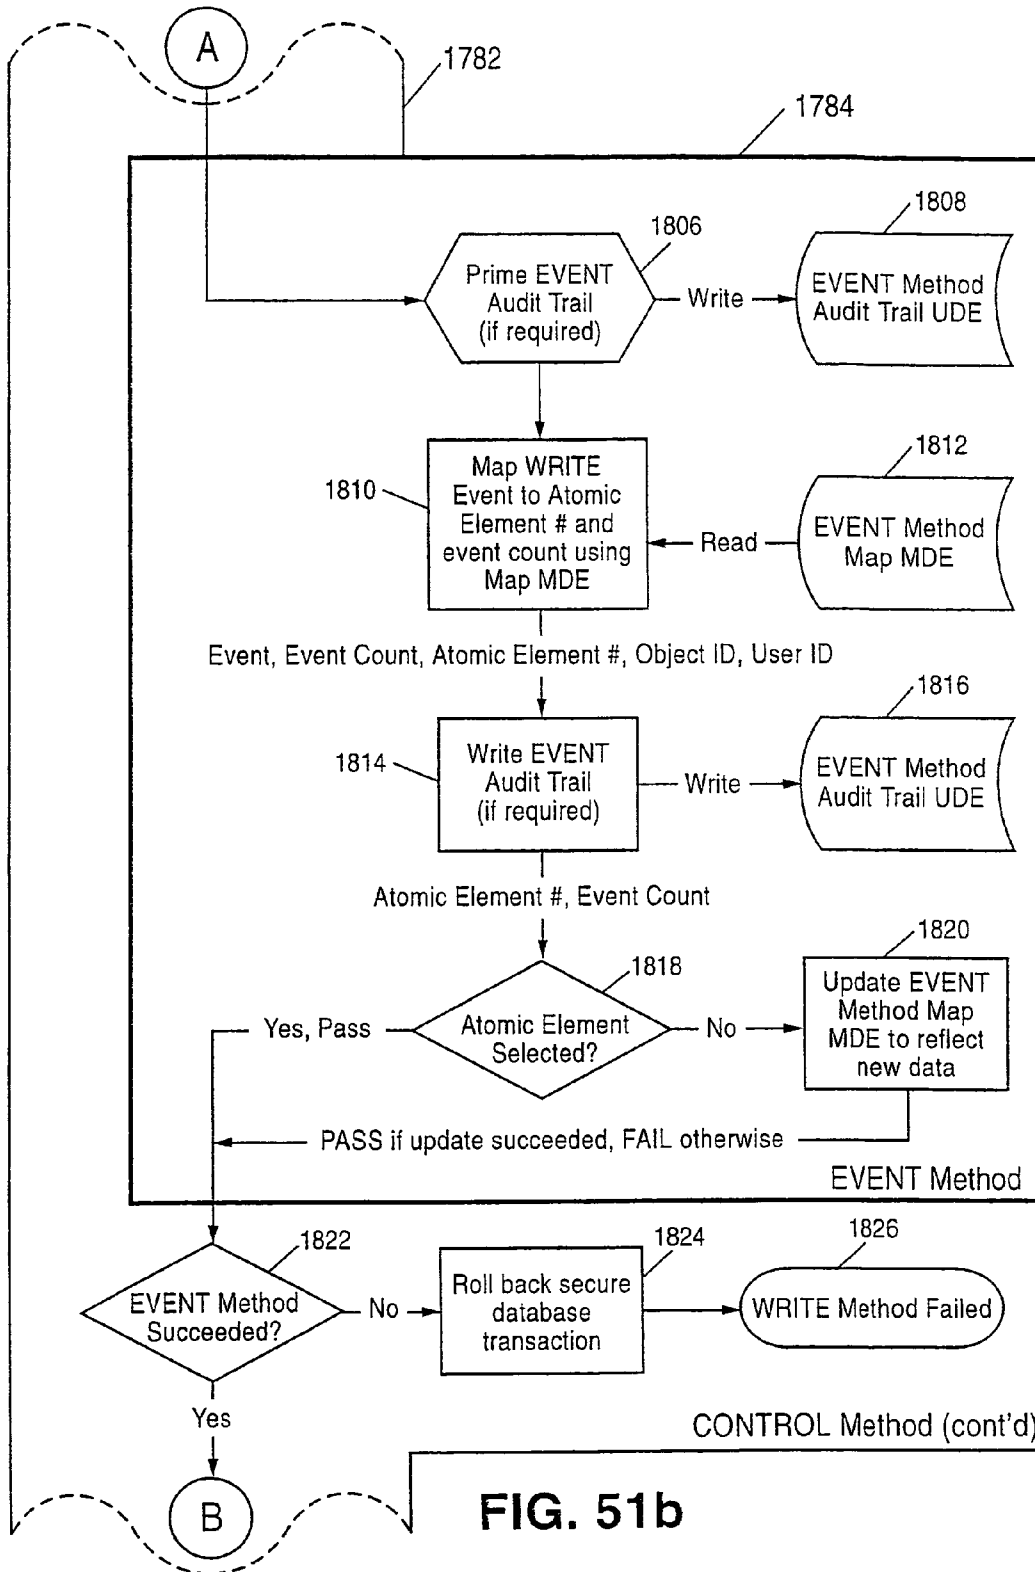 A
1782
1784
1806
1808
Prime EVENT
Audit Trail
(if required)
Write
EVENT Method
Audit Trail UDE
1810
Map WRITE
Event to Atomic
Element # and
event count using
Map MDE
Read
1812
EVENT Method
Map MDE
Event, Event Count, Atomic Element #, Object ID, User ID
1814
Write EVENT
Audit Trail
(if required)
Write
1816
EVENT Method
Audit Trail UDE
Atomic Element #, Event Count
1818
Atomic Element
Selected?
Yes, Pass
No
1820
Update EVENT
Method Map
MDE to reflect
new data
PASS if update succeeded, FAIL otherwise
EVENT Method
1822
EVENT Method
Succeeded?
No
1824
Roll back secure
database
transaction
1826
WRITE Method Failed
Yes
CONTROL Method (cont'd)
B
FIG. 51b